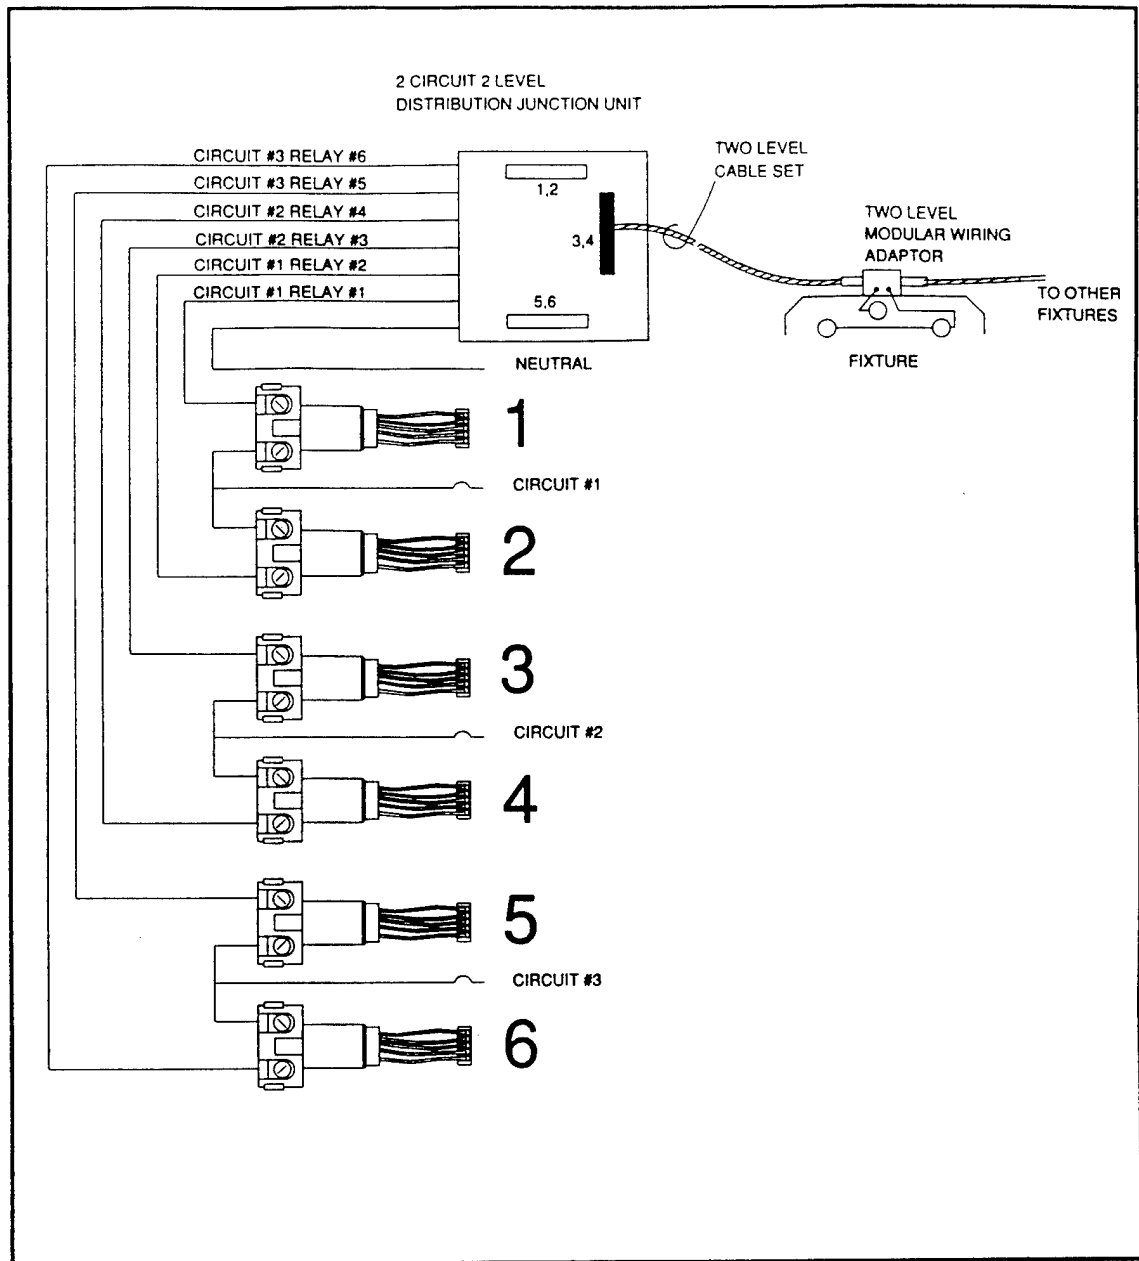 2 CIRCUIT 2 LEVEL
DISTRIBUTION JUNCTION UNIT
CIRCUIT #3 RELAY #6
CIRCUIT #3 RELAY #5
CIRCUIT #2 RELAY #4
CIRCUIT #2 RELAY #3
CIRCUIT #1 RELAY #2
CIRCUIT #1 RELAY #1
1,2
3,4
5,6
TWO LEVEL
CABLE SET
TWO LEVEL
MODULAR WIRING
ADAPTOR
TO OTHER
FIXTURES
FIXTURE
NEUTRAL
1
CIRCUIT #1
2
3
CIRCUIT #2
4
5
CIRCUIT #3
6